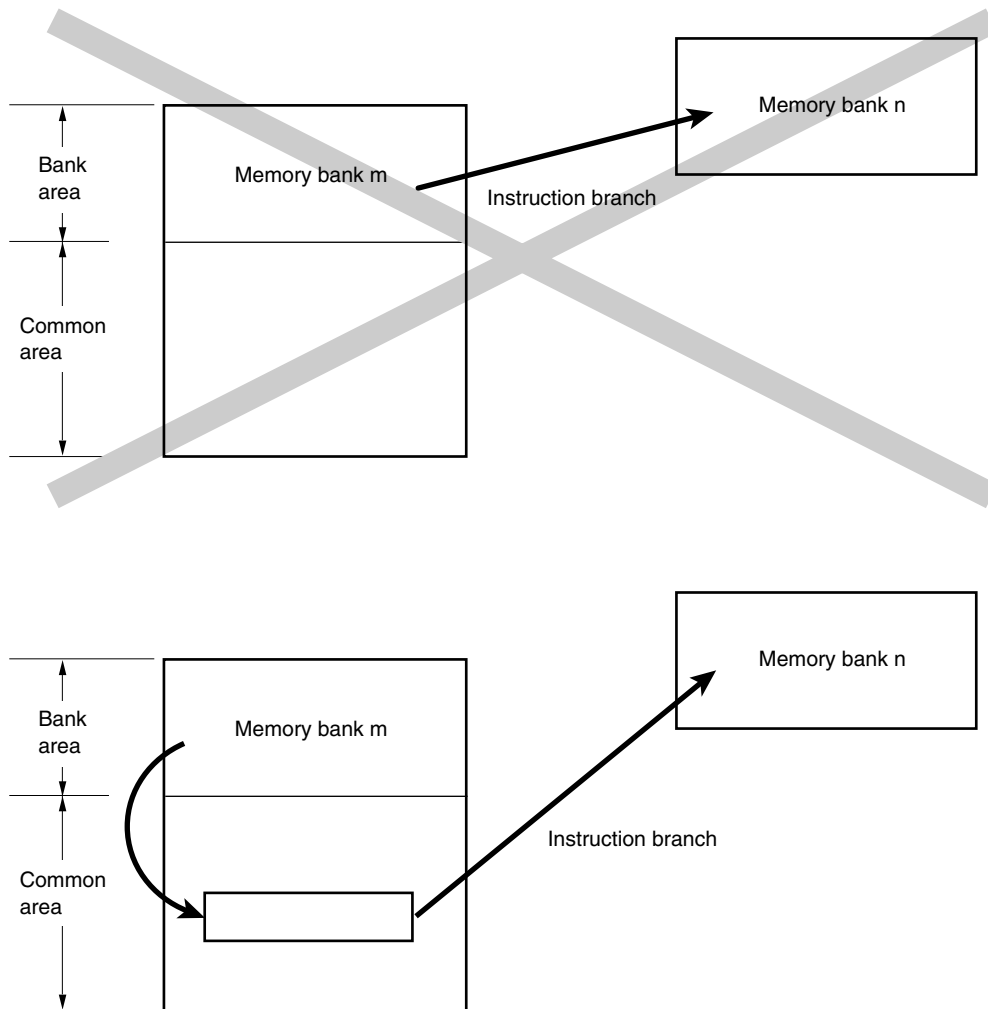 Memory bank n
Bank
area
Memory bank m
Instruction branch
Common
area
Memory bank n
Bank
area
Memory bank m
Instruction branch
Common
area